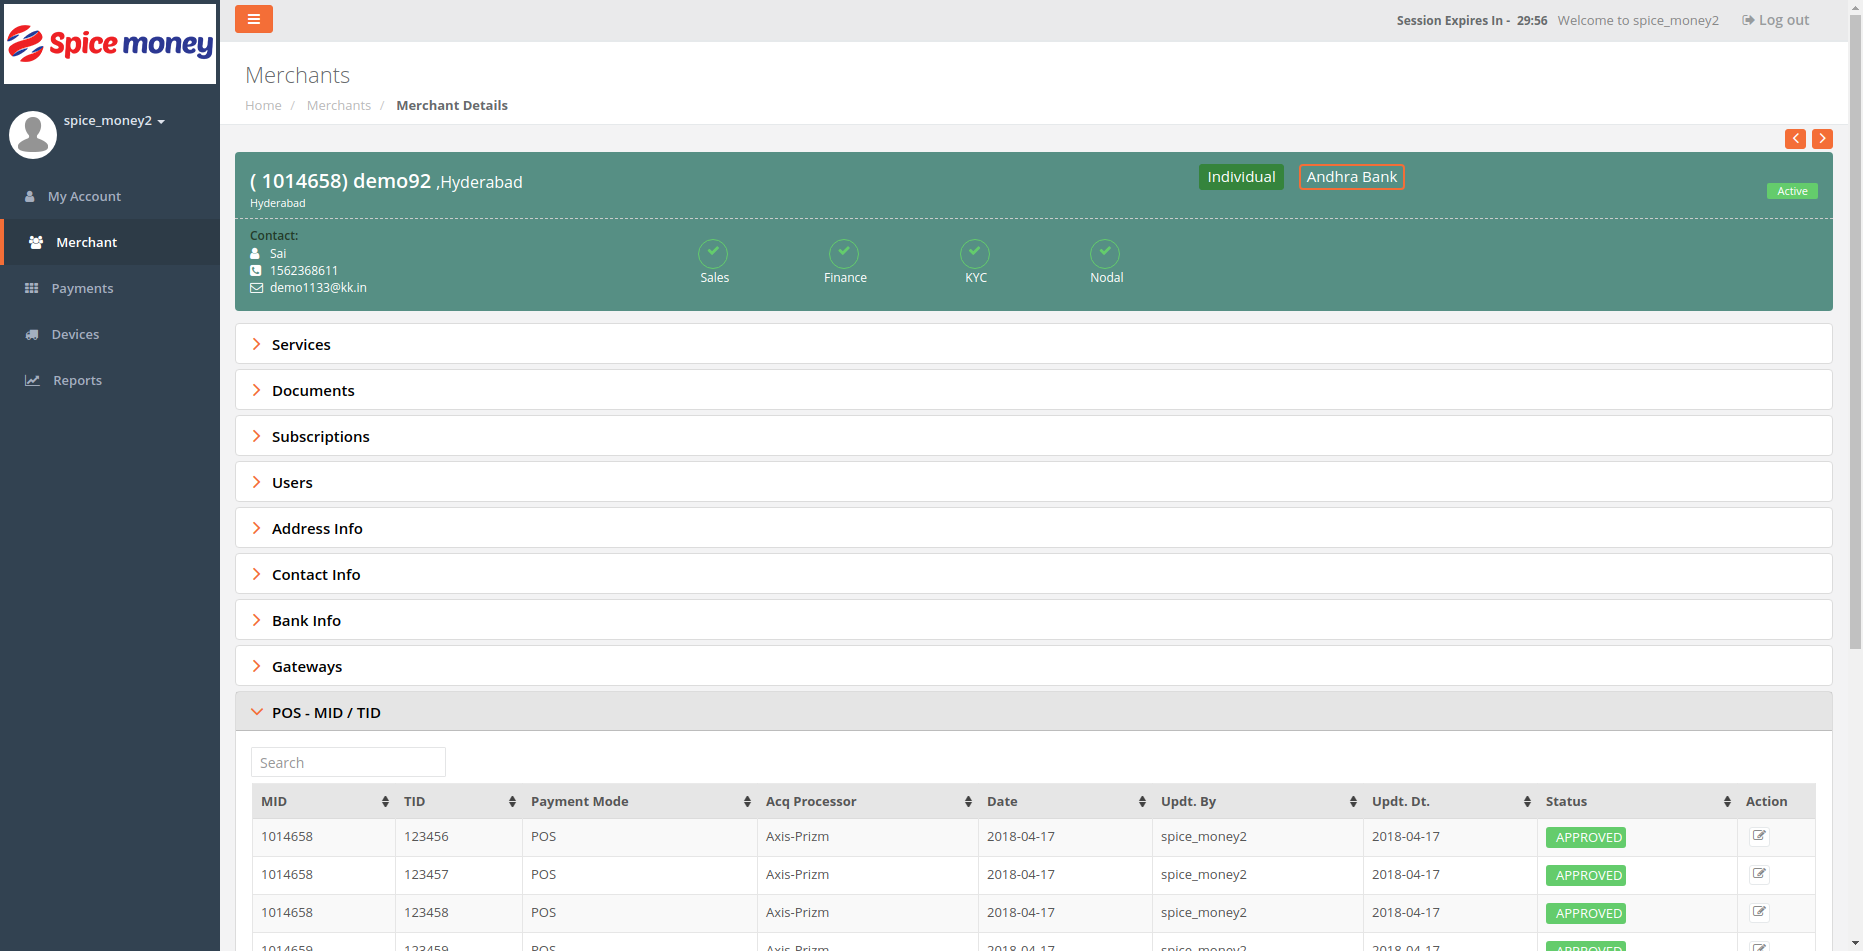 Spice money
Session Expires In - 29:56 Welcome to spice_money2 Log out
spice_money2
My Account
Merchant
Payments
Devices
Reports
Merchants
Home / Merchants / Merchant Details
( 1014658) demo92 ,Hyderabad
Hyderabad
Individual
Andhra Bank
Active
Contact:
Sai
1562368611
demo1133@kk.in
Sales
Finance
KYC
Nodal
Services
Documents
Subscriptions
Users
Address Info
Contact Info
Bank Info
Gateways
POS - MID / TID
Search
MID TID Payment Mode Acq Processor Date Updt. By Updt. Dt. Status Action
1014658 123456 POS Axis-Prizm 2018-04-17 spice_money2 2018-04-17 APPROVED
1014658 123457 POS Axis-Prizm 2018-04-17 spice_money2 2018-04-17 APPROVED
1014658 123458 POS Axis-Prizm 2018-04-17 spice_money2 2018-04-17 APPROVED
1014659 123459 POS Axis-Prizm 2018-04-17 spice_money2 2018-04-17 APPROVED